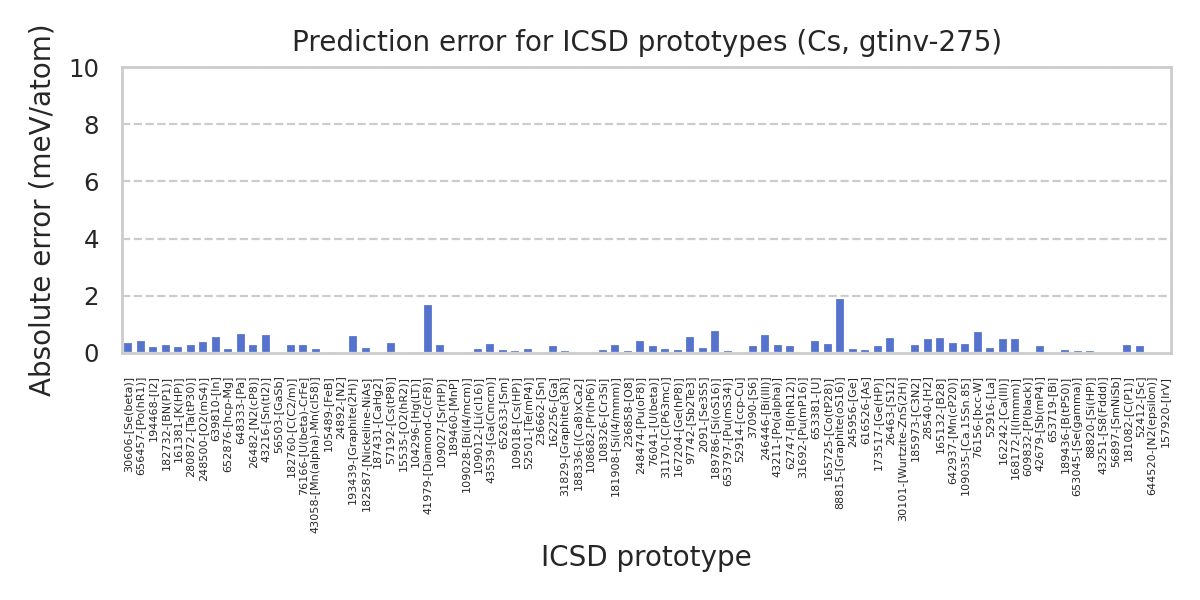 Prediction error for ICSD prototypes (Cs, gtinv-275)
Absolute error (meV/atom)
10
8
6
4
2
0
30606-[Se(beta)]
656457-[Po(hR1)]
194468-[I2]
182732-[BN(P1)]
161381-[K(HP)]
280872-[Ta(tP30)]
248500-[O2(mS4)]
639810-[In]
652876-[hcp-Mg]
648333-[Pa]
26482-[N2(cP8)]
43216-[Sn(tI2)]
56503-[GaSb]
182760-[C(C2/m)]
76166-[U(beta)-CrFe]
43058-[Mn(alpha)-Mn(cI58)]
105489-[FeB]
24892-[N2]
193439-[Graphite(2H)]
182587-[Nickeline-NiAs]
187431-[CaHg2]
57192-[Cs(tP8)]
15535-[O2(hR2)]
104296-[Hg(LT)]
41979-[Diamond-C(cF8)]
109027-[Sr(HP)]
189460-[MnP]
109028-[Bi(I4/mcm)]
109012-[Li(cI16)]
43539-[Ga(Cmcm)]
652633-[Sm]
109018-[Cs(HP)]
52501-[Te(mP4)]
236662-[Sn]
162256-[Ga]
31829-[Graphite(3R)]
188336-[(Ca8)xCa2]
108682-[Pr(hP6)]
108326-[Cr3Si]
181908-[Si(I4/mmm)]
236858-[O8]
248474-[Pu(oF8)]
76041-[U(beta)]
31170-[C(P63mc)]
167204-[Ge(hP8)]
97742-[Sb2Te3]
2091-[Se3S5]
189786-[Si(oS16)]
653797-[Pu(mS34)]
52914-[ccp-Cu]
37090-[S6]
246446-[Bi(III)]
43211-[Po(alpha)]
62747-[B(hR12)]
31692-[Pu(mP16)]
653381-[U]
165725-[Co(tP28)]
88815-[Graphite(oS16)]
245956-[Ge]
616526-[As]
173517-[Ge(HP)]
26463-[S12]
30101-[Wurtzite-ZnS(2H)]
185973-[C3N2]
28540-[H2]
165132-[B28]
642937-[Mn(cP20)]
109035-[Ca.15Sn.85]
76156-[bcc-W]
52916-[La]
162242-[Ca(III)]
168172-[I(Immm)]
609832-[P(black)]
42679-[Sb(mP4)]
653719-[Bi]
189436-[B(tP50)]
653045-[Se(gamma)]
88820-[Si(HP)]
43251-[S8(Fddd)]
56897-[SmNiSb]
181082-[C(P1)]
52412-[Sc]
644520-[N2(epsilon)]
157920-[IrV]
ICSD prototype